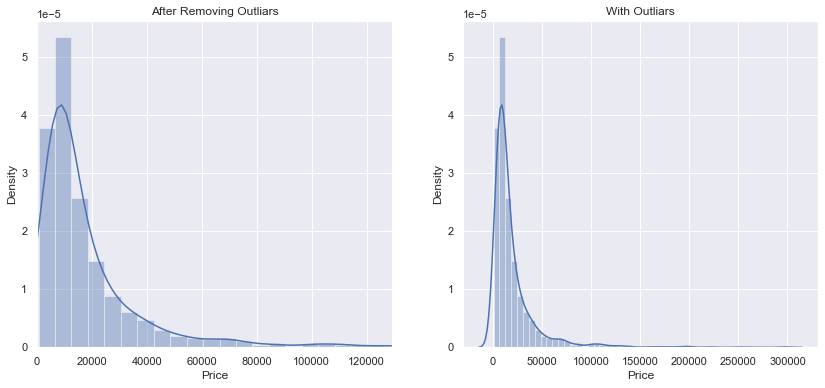 After Removing Outliars
1e−5
Density
5
4
3
2
1
0
0 20000 40000 60000 80000 100000 120000
Price
With Outliars
1e−5
Density
5
4
3
2
1
0
0 50000 100000 150000 200000 250000 300000
Price